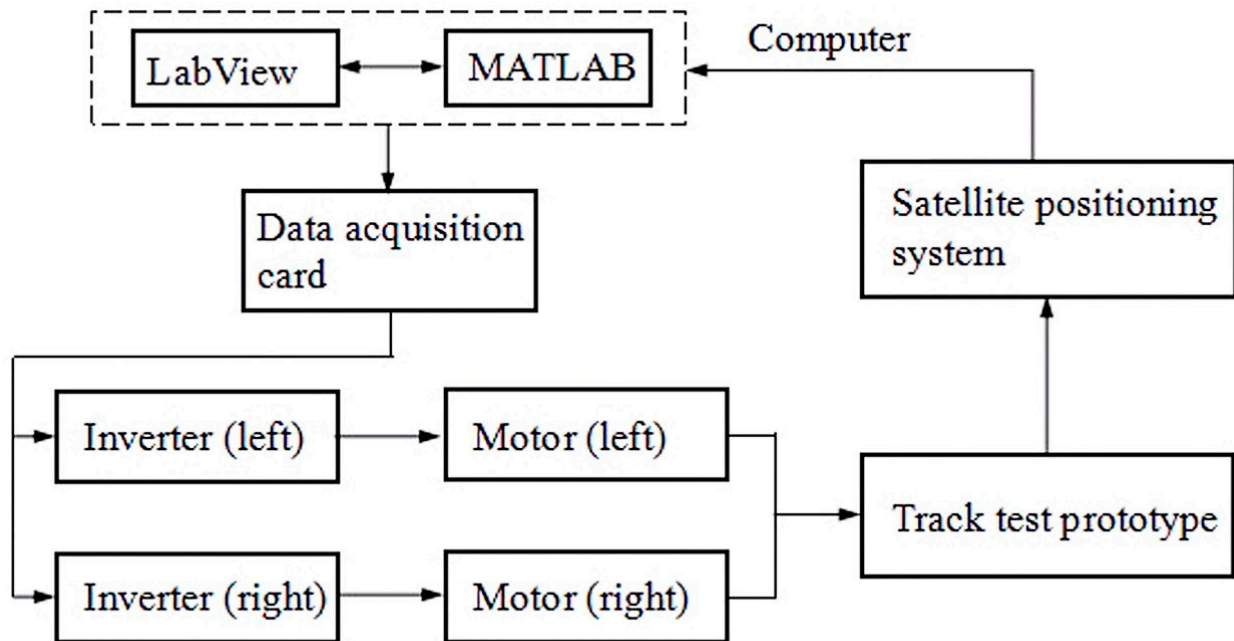 LabView
MATLAB
Computer
Data acquisition
card
Satellite positioning
system
Inverter (left)
Motor (left)
Track test prototype
Inverter (right)
Motor (right)